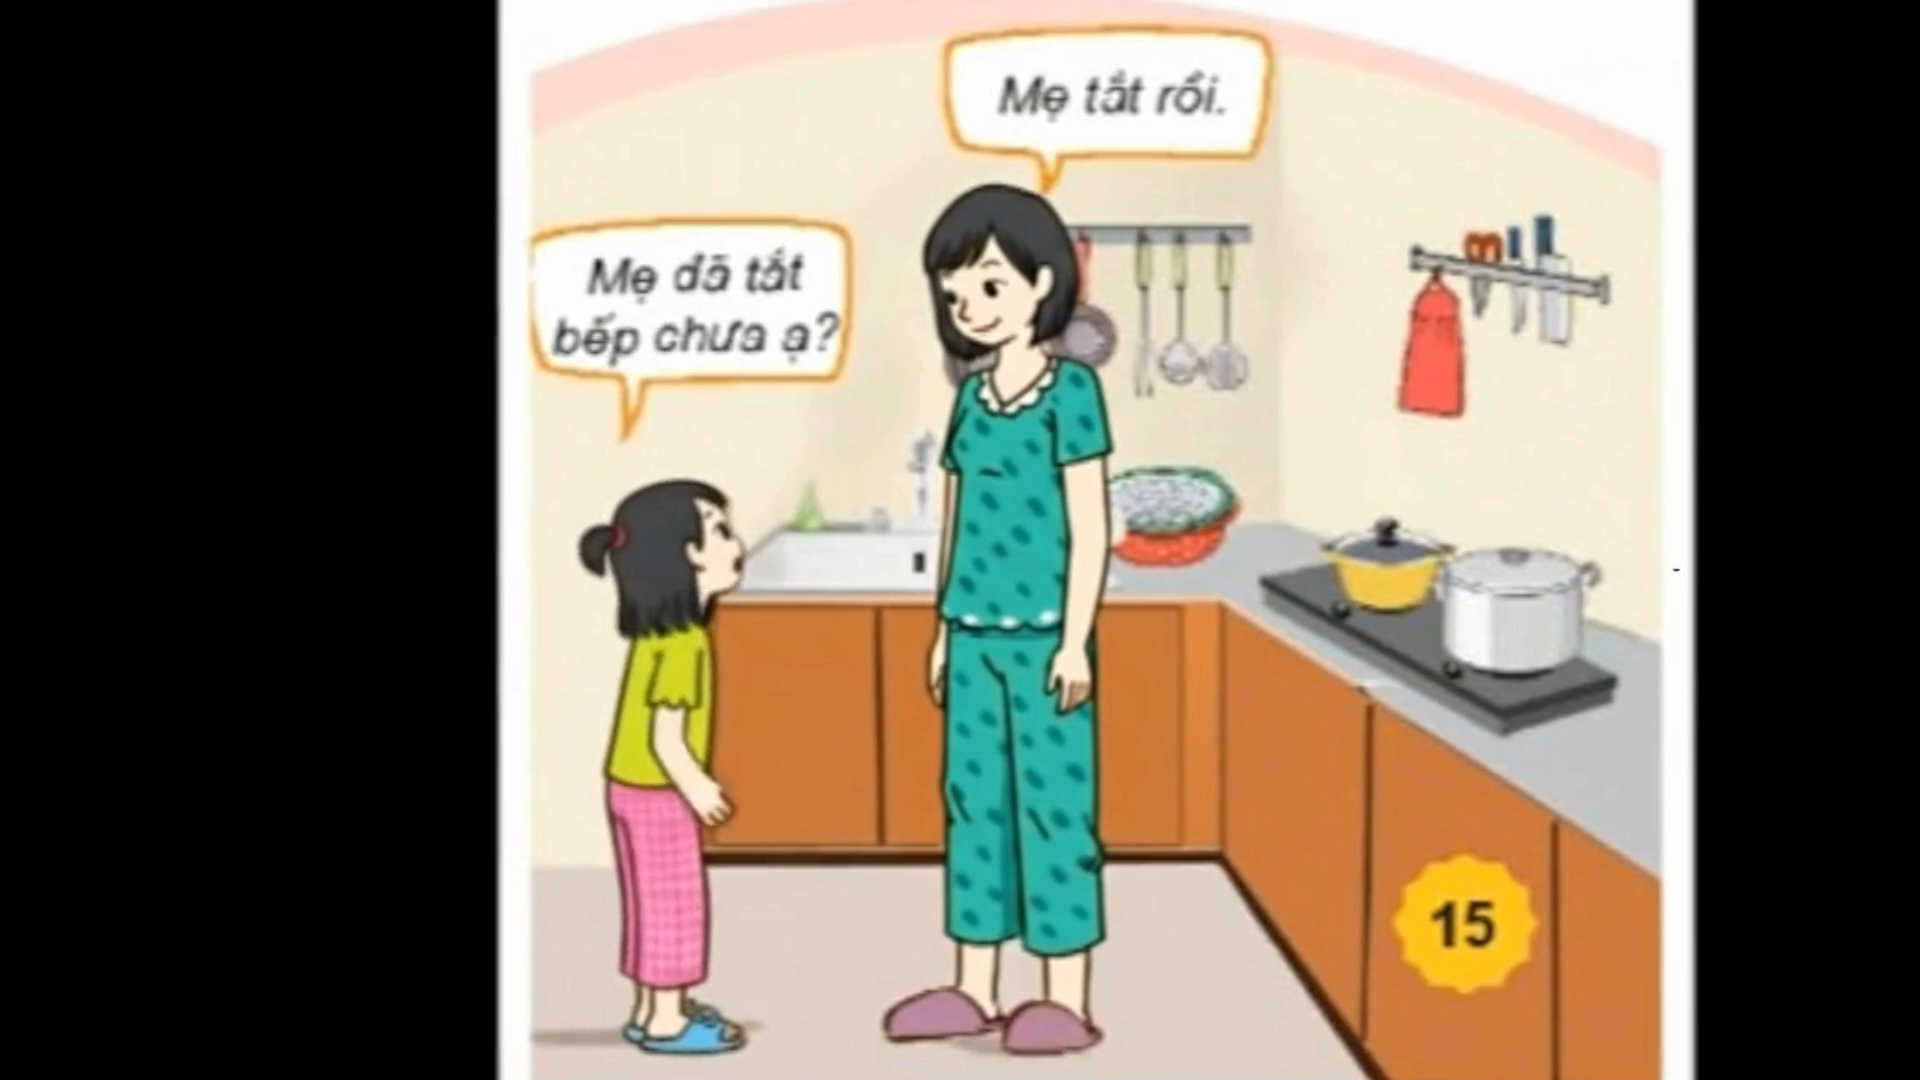 Mẹ tắt rồi.
Mẹ đã tắt
bếp chưa ạ?
15